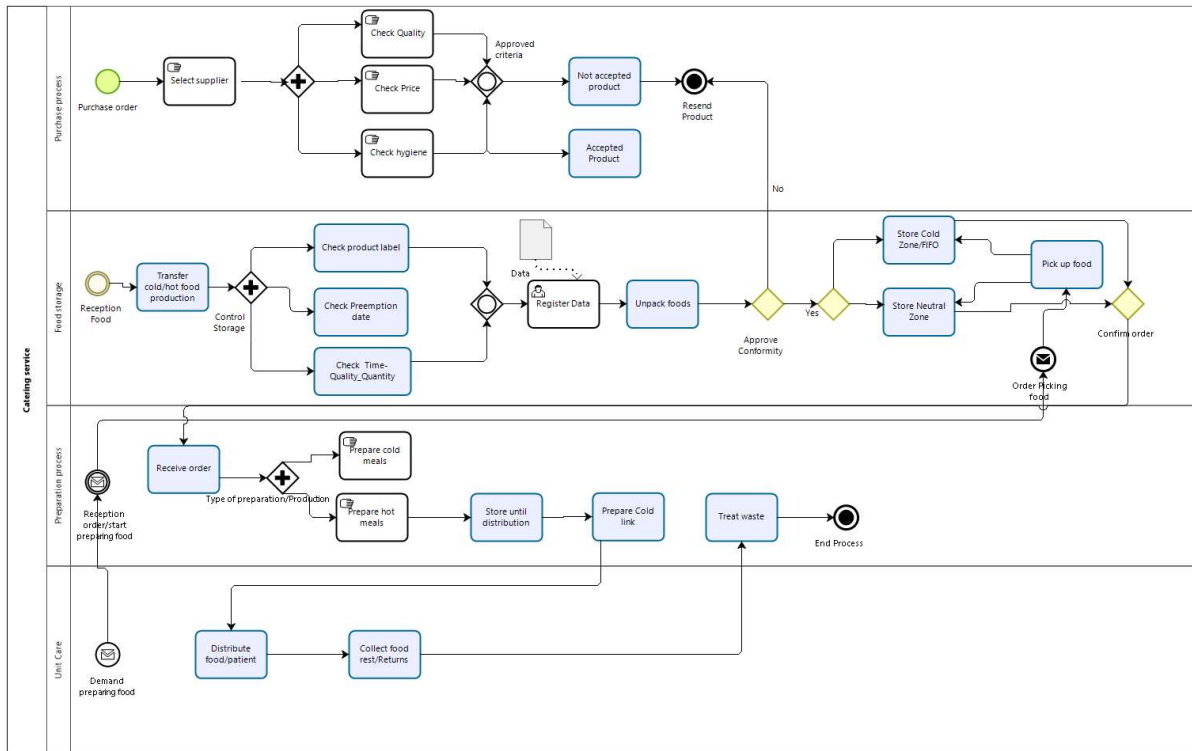 Catering service
Purchase process
Purchase order
Select supplier
Check Quality
Check Price
Check hygiene
Approved
criteria
Not accepted
product
Accepted
Product
Resend
Product
No
Food storage
Reception
Food
Transfer
cold/hot food
production
Control
Storage
Check product label
Check Preemption
date
Check Time-
Quality_Quantity
Data
Register Data
Unpack foods
Approve
Conformity
Yes
Store Cold
Zone/FIFO
Store Neutral
Zone
Pick up food
Confirm order
Order Picking
food
Preparation process
Reception
order/start
preparing food
Receive order
Type of preparation/Production
Prepare cold
meals
Prepare hot
meals
Store until
distribution
Prepare Cold
link
Treat waste
End Process
Unit Care
Demand
preparing food
Distribute
food/patient
Collect food
rest/Returns